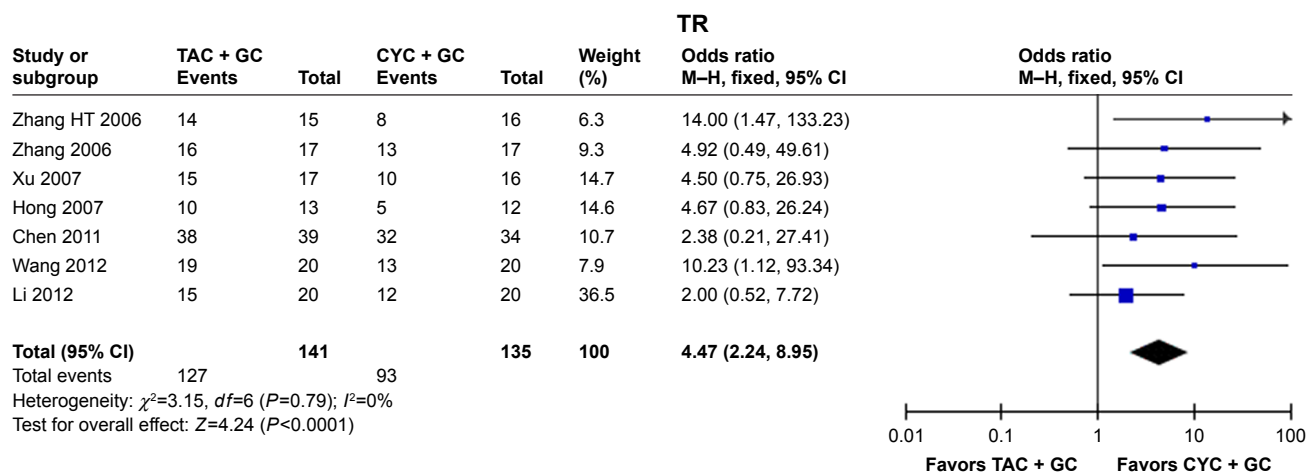 TR
Study or subgroup TAC + GC Events Total CYC + GC Events Total Weight (%) Odds ratio M–H, fixed, 95% CI Odds ratio M–H, fixed, 95% CI
Zhang HT 2006 14 15 8 16 6.3 14.00 (1.47, 133.23)
Zhang 2006 16 17 13 17 9.3 4.92 (0.49, 49.61)
Xu 2007 15 17 10 16 14.7 4.50 (0.75, 26.93)
Hong 2007 10 13 5 12 14.6 4.67 (0.83, 26.24)
Chen 2011 38 39 32 34 10.7 2.38 (0.21, 27.41)
Wang 2012 19 20 13 20 7.9 10.23 (1.12, 93.34)
Li 2012 15 20 12 20 36.5 2.00 (0.52, 7.72)
Total (95% CI) 141 135 100 4.47 (2.24, 8.95)
Total events 127 93
Heterogeneity: χ²=3.15, df=6 (P=0.79); I²=0%
Test for overall effect: Z=4.24 (P<0.0001)
0.01 0.1 1 10 100
Favors TAC + GC Favors CYC + GC